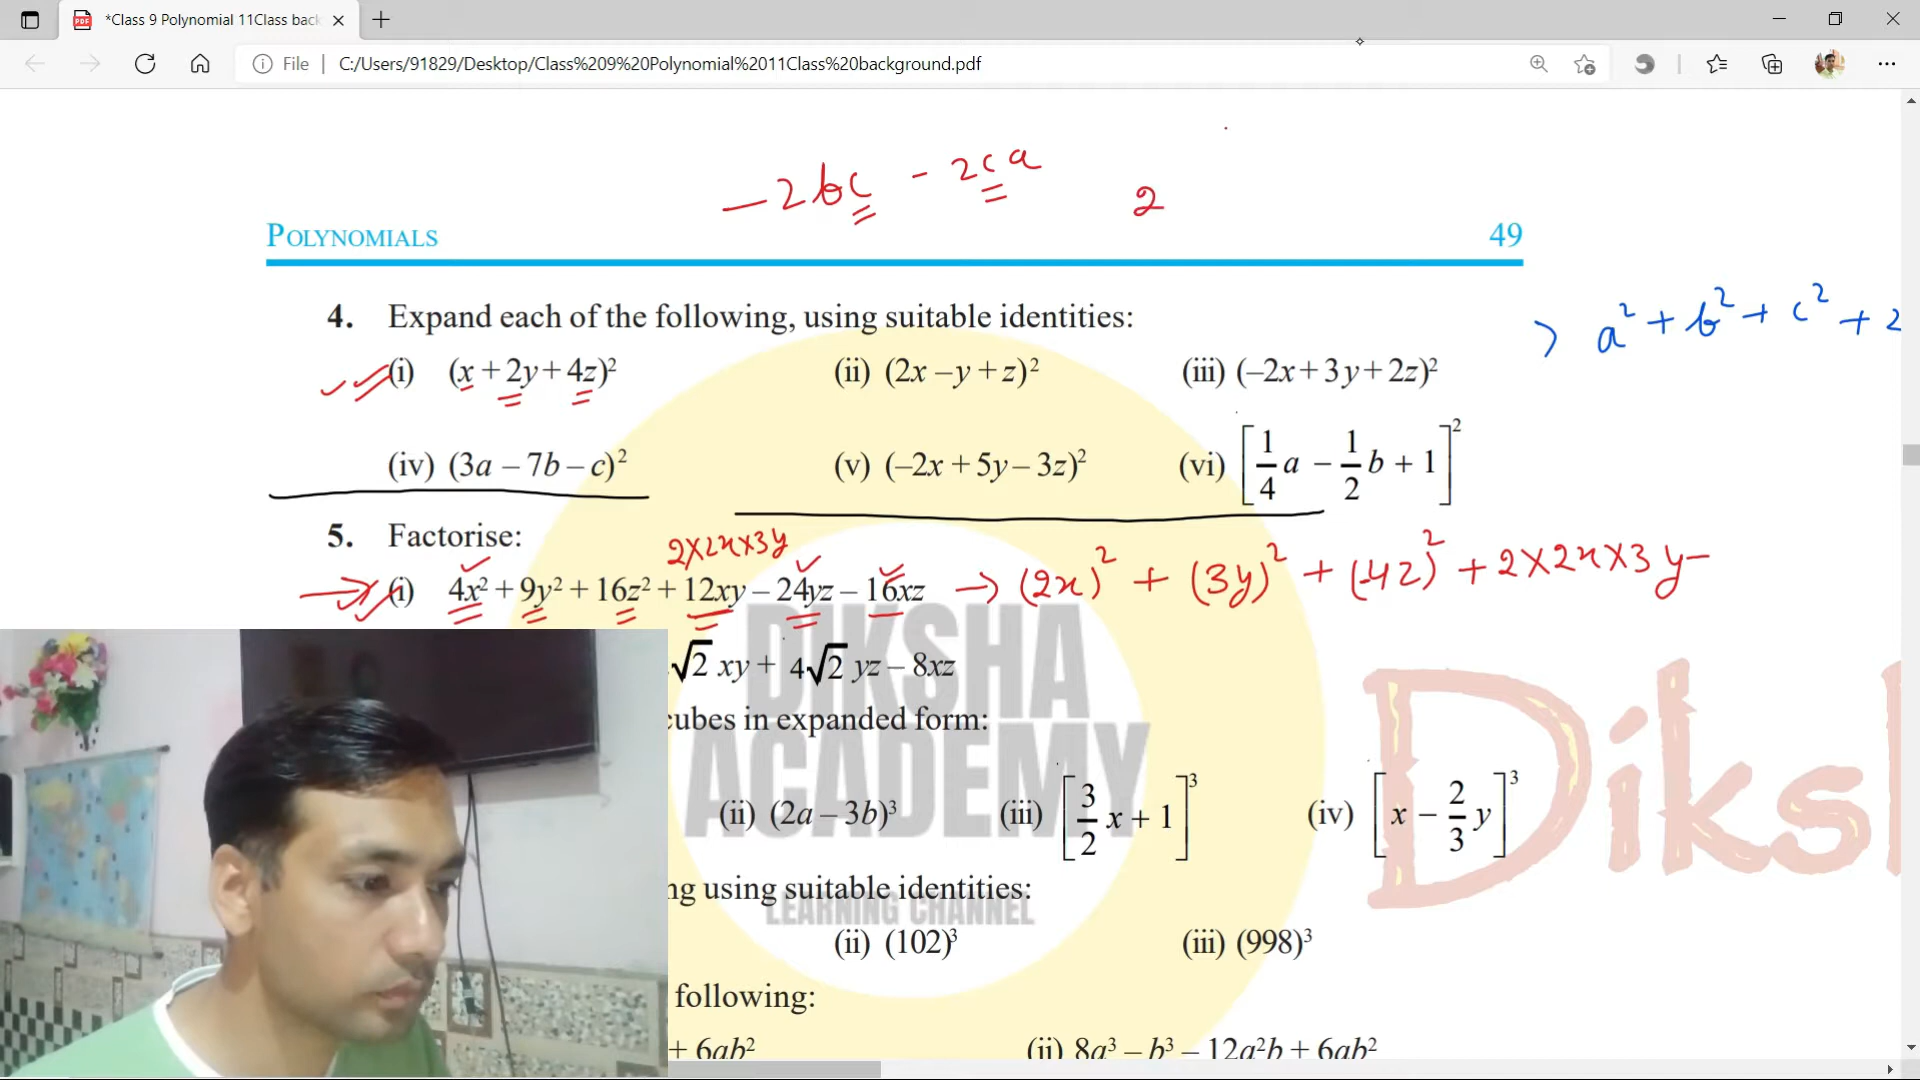 *Class 9 Polynomial 11Class back
File | C:/Users/91829/Desktop/Class%209%20Polynomial%2011Class%20background.pdf
−2bc − 2ca 2
POLYNOMIALS 49
4. Expand each of the following, using suitable identities:
> a² + b² + c² + 2
(i) (x + 2y + 4z)² (ii) (2x – y + z)² (iii) (–2x + 3y + 2z)²
(iv) (3a – 7b – c)² (v) (–2x + 5y – 3z)² (vi) [1/4 a – 1/2 b + 1]²
5. Factorise:
2×2x×3y
(i) 4x² + 9y² + 16z² + 12xy – 24yz – 16xz → (2x)² + (3y)² + (-4z)² + 2×2x×3y −
√2 xy + 4√2 yz – 8xz
cubes in expanded form:
(ii) (2a – 3b)³ (iii) [3/2 x + 1]³ (iv) [x – 2/3 y]³
ng using suitable identities:
(ii) (102)³ (iii) (998)³
following:
+ 6ab² (ii) 8a³ – b³ – 12a²b + 6ab²
DIKSHA
ACADEMY
LEARNING CHANNEL
Diks